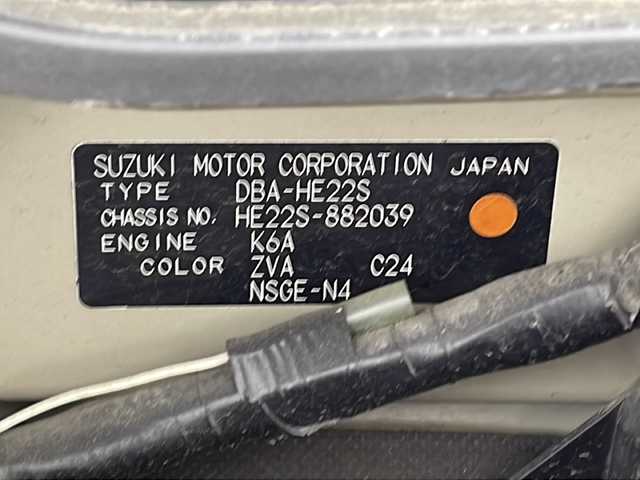 SUZUKI MOTOR CORPORATION JAPAN
TYPE DBA-HE22S
CHASSIS NO. HE22S-882039
ENGINE K6A
COLOR ZVA C24
NSGE-N4